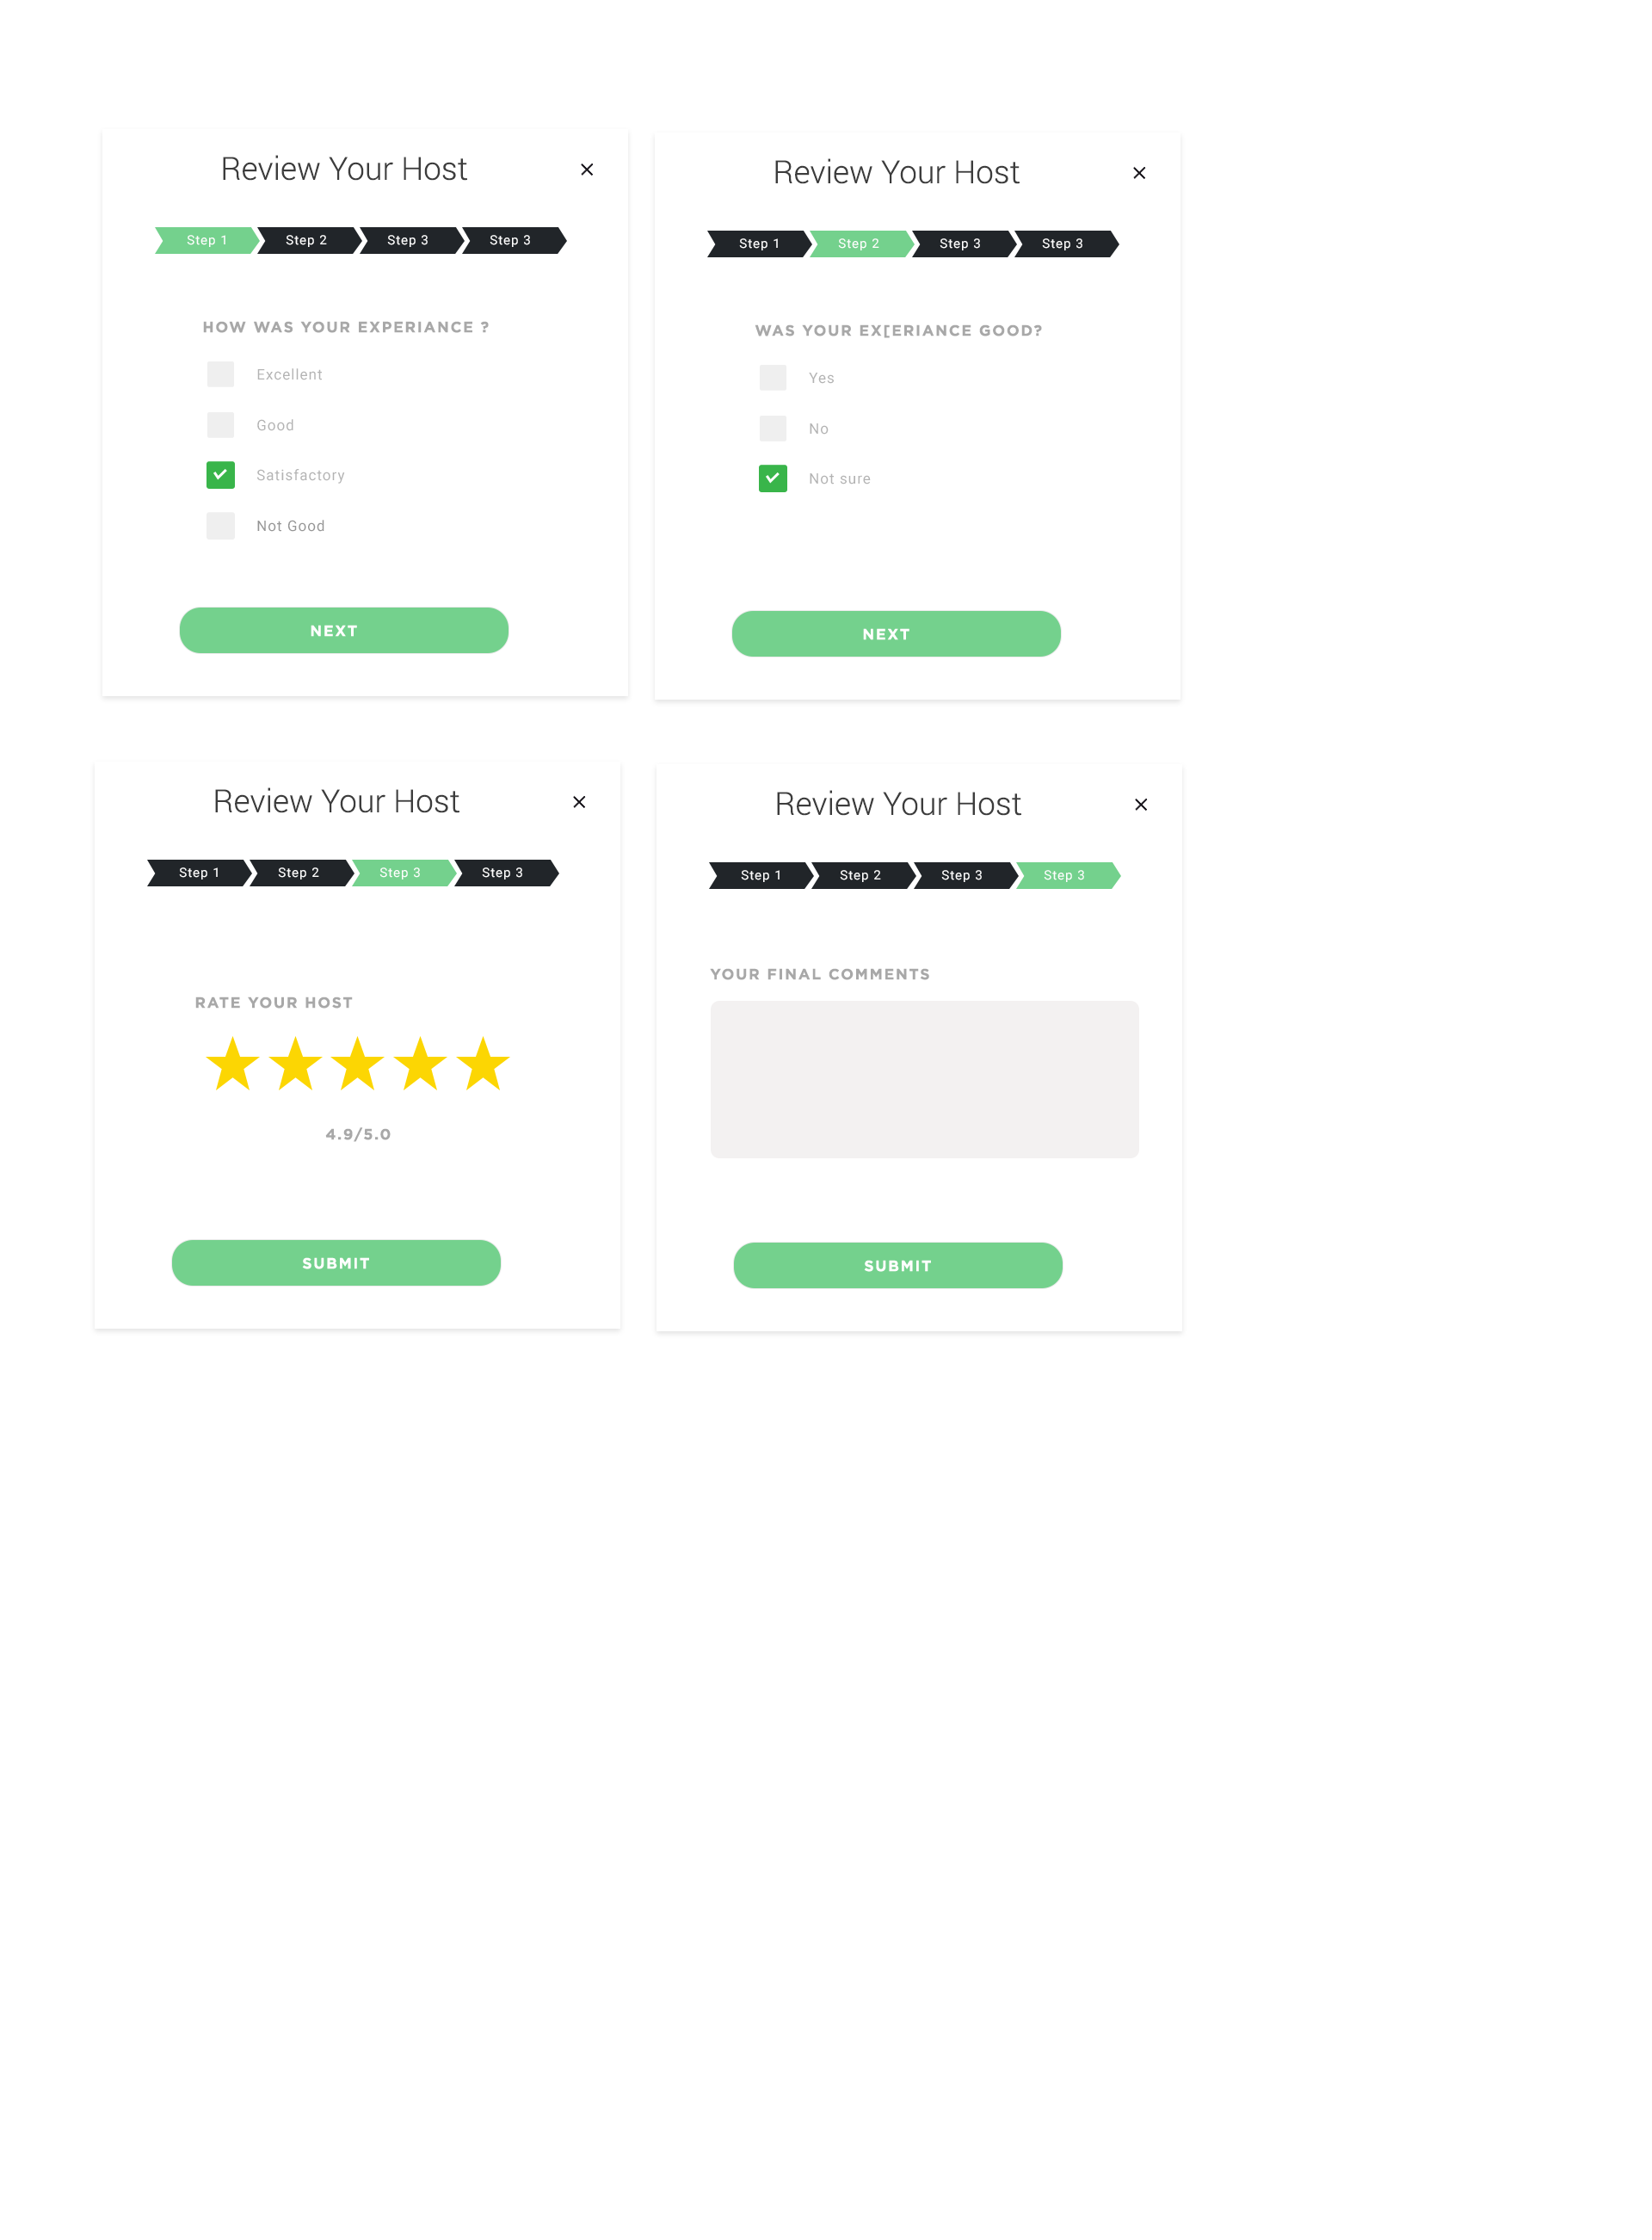 Review Your Host
Step 1 Step 2 Step 3 Step 3
HOW WAS YOUR EXPERIANCE ?
Excellent
Good
Satisfactory
Not Good
NEXT
Review Your Host
Step 1 Step 2 Step 3 Step 3
WAS YOUR EX[ERIANCE GOOD?
Yes
No
Not sure
NEXT
Review Your Host
Step 1 Step 2 Step 3 Step 3
RATE YOUR HOST
4.9/5.0
SUBMIT
Review Your Host
Step 1 Step 2 Step 3 Step 3
YOUR FINAL COMMENTS
SUBMIT